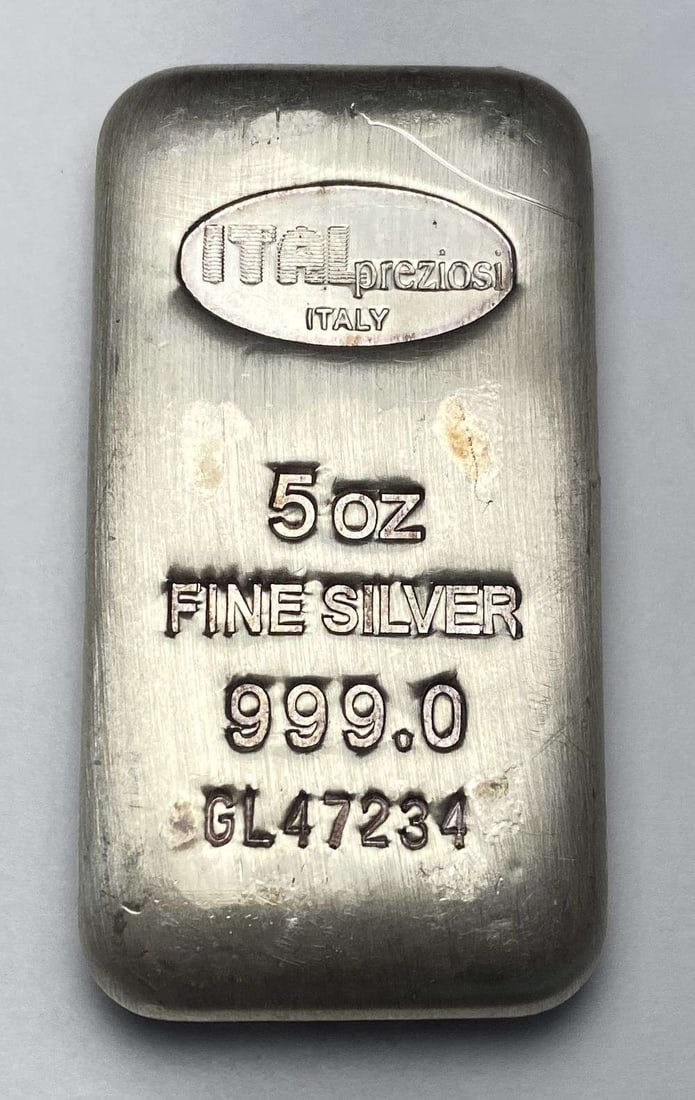 ITALpreziosi
ITALY
5 OZ
FINE SILVER
999.0
GL47234